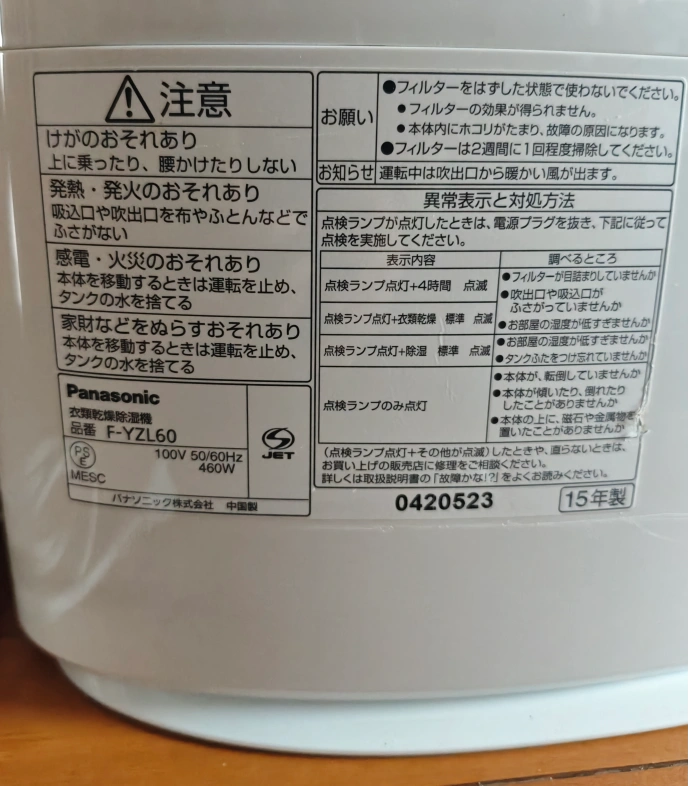 注意
けがのおそれあり
上に乗ったり、腰かけたりしない
発熱・発火のおそれあり
吸込口や吹出口を布やふとんなどで
ふさがない
感電・火災のおそれあり
本体を移動するときは運転を止め、
タンクの水を捨てる
家財などをぬらすおそれあり
本体を移動するときは運転を止め、
タンクの水を捨てる
Panasonic
衣類乾燥除湿機
品番 F-YZL60
100V 50/60Hz
460W
PS
E
MESC
JET
パナソニック株式会社 中国製
お願い
●フィルターをはずした状態で使わないでください。
●フィルターの効果が得られません。
●本体内にホコリがたまり、故障の原因になります。
●フィルターは2週間に1回程度掃除してください。
お知らせ 運転中は吹出口から暖かい風が出ます。
異常表示と対処方法
点検ランプが点灯したときは、電源プラグを抜き、下記に従って
点検を実施してください。
表示内容 調べるところ
点検ランプ点灯+4時間 点滅
●フィルターが目詰まりしていませんか
●吹出口や吸込口が
ふさがっていませんか
点検ランプ点灯+衣類乾燥 標準 点滅
●お部屋の湿度が低すぎませんか
点検ランプ点灯+除湿 標準 点滅
●お部屋の湿度が低すぎませんか
●タンクふたをつけ忘れていませんか
点検ランプのみ点灯
●本体が、転倒していませんか
●本体が傾いたり、倒れたり
したことがありませんか
●本体の上に、磁石や金属物を
置いたことがありませんか
(点検ランプ点灯+その他が点滅)したときや、直らないときは、
お買い上げの販売店に修理をご相談ください。
詳しくは取扱説明書の「故障かな!?」をよくお読みください。
0420523
15年製